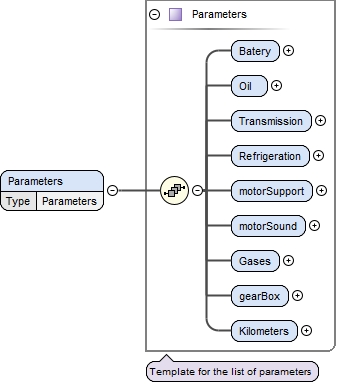 Parameters
Batery
Oil
Transmission
Refrigeration
Parameters
Type Parameters
motorSupport
motorSound
Gases
gearBox
Kilometers
Template for the list of parameters